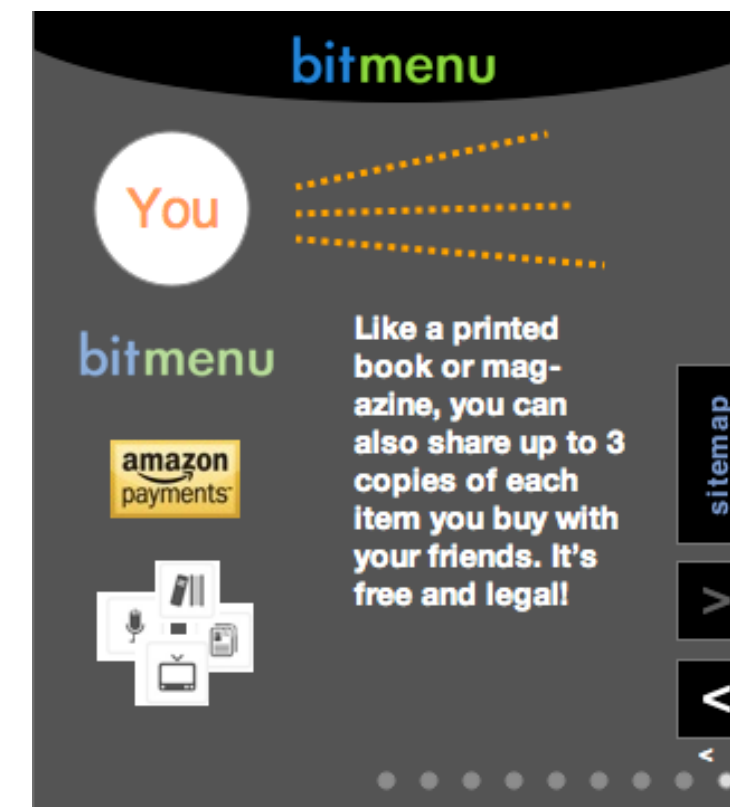 bitmenu
You
bitmenu
amazon
payments
Like a printed
book or mag-
azine, you can
also share up to 3
copies of each
item you buy with
your friends. It's
free and legal!
sitemap
>
<
<